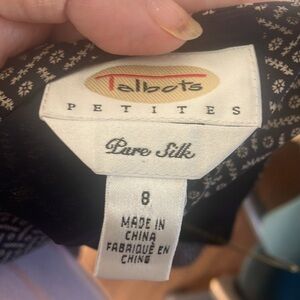 Talbots
PETITES
Pure Silk
8
MADE IN
CHINA
FABRIQUÉ EN
CHINE